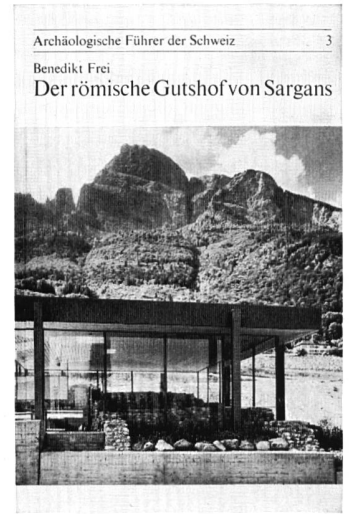 Archäologische Führer der Schweiz 3
Benedikt Frei
Der römische Gutshof von Sargans